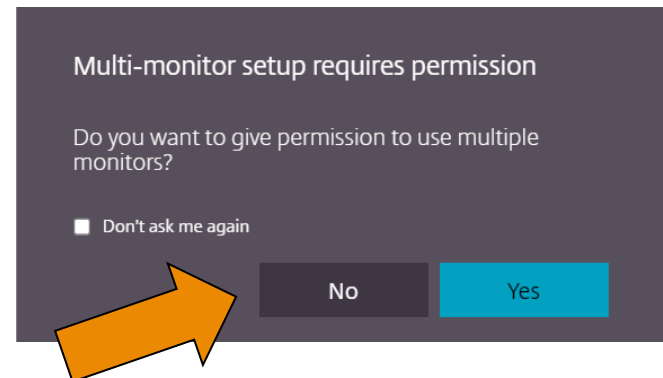 Multi-monitor setup requires permission
Do you want to give permission to use multiple
monitors?
Don't ask me again
No
Yes